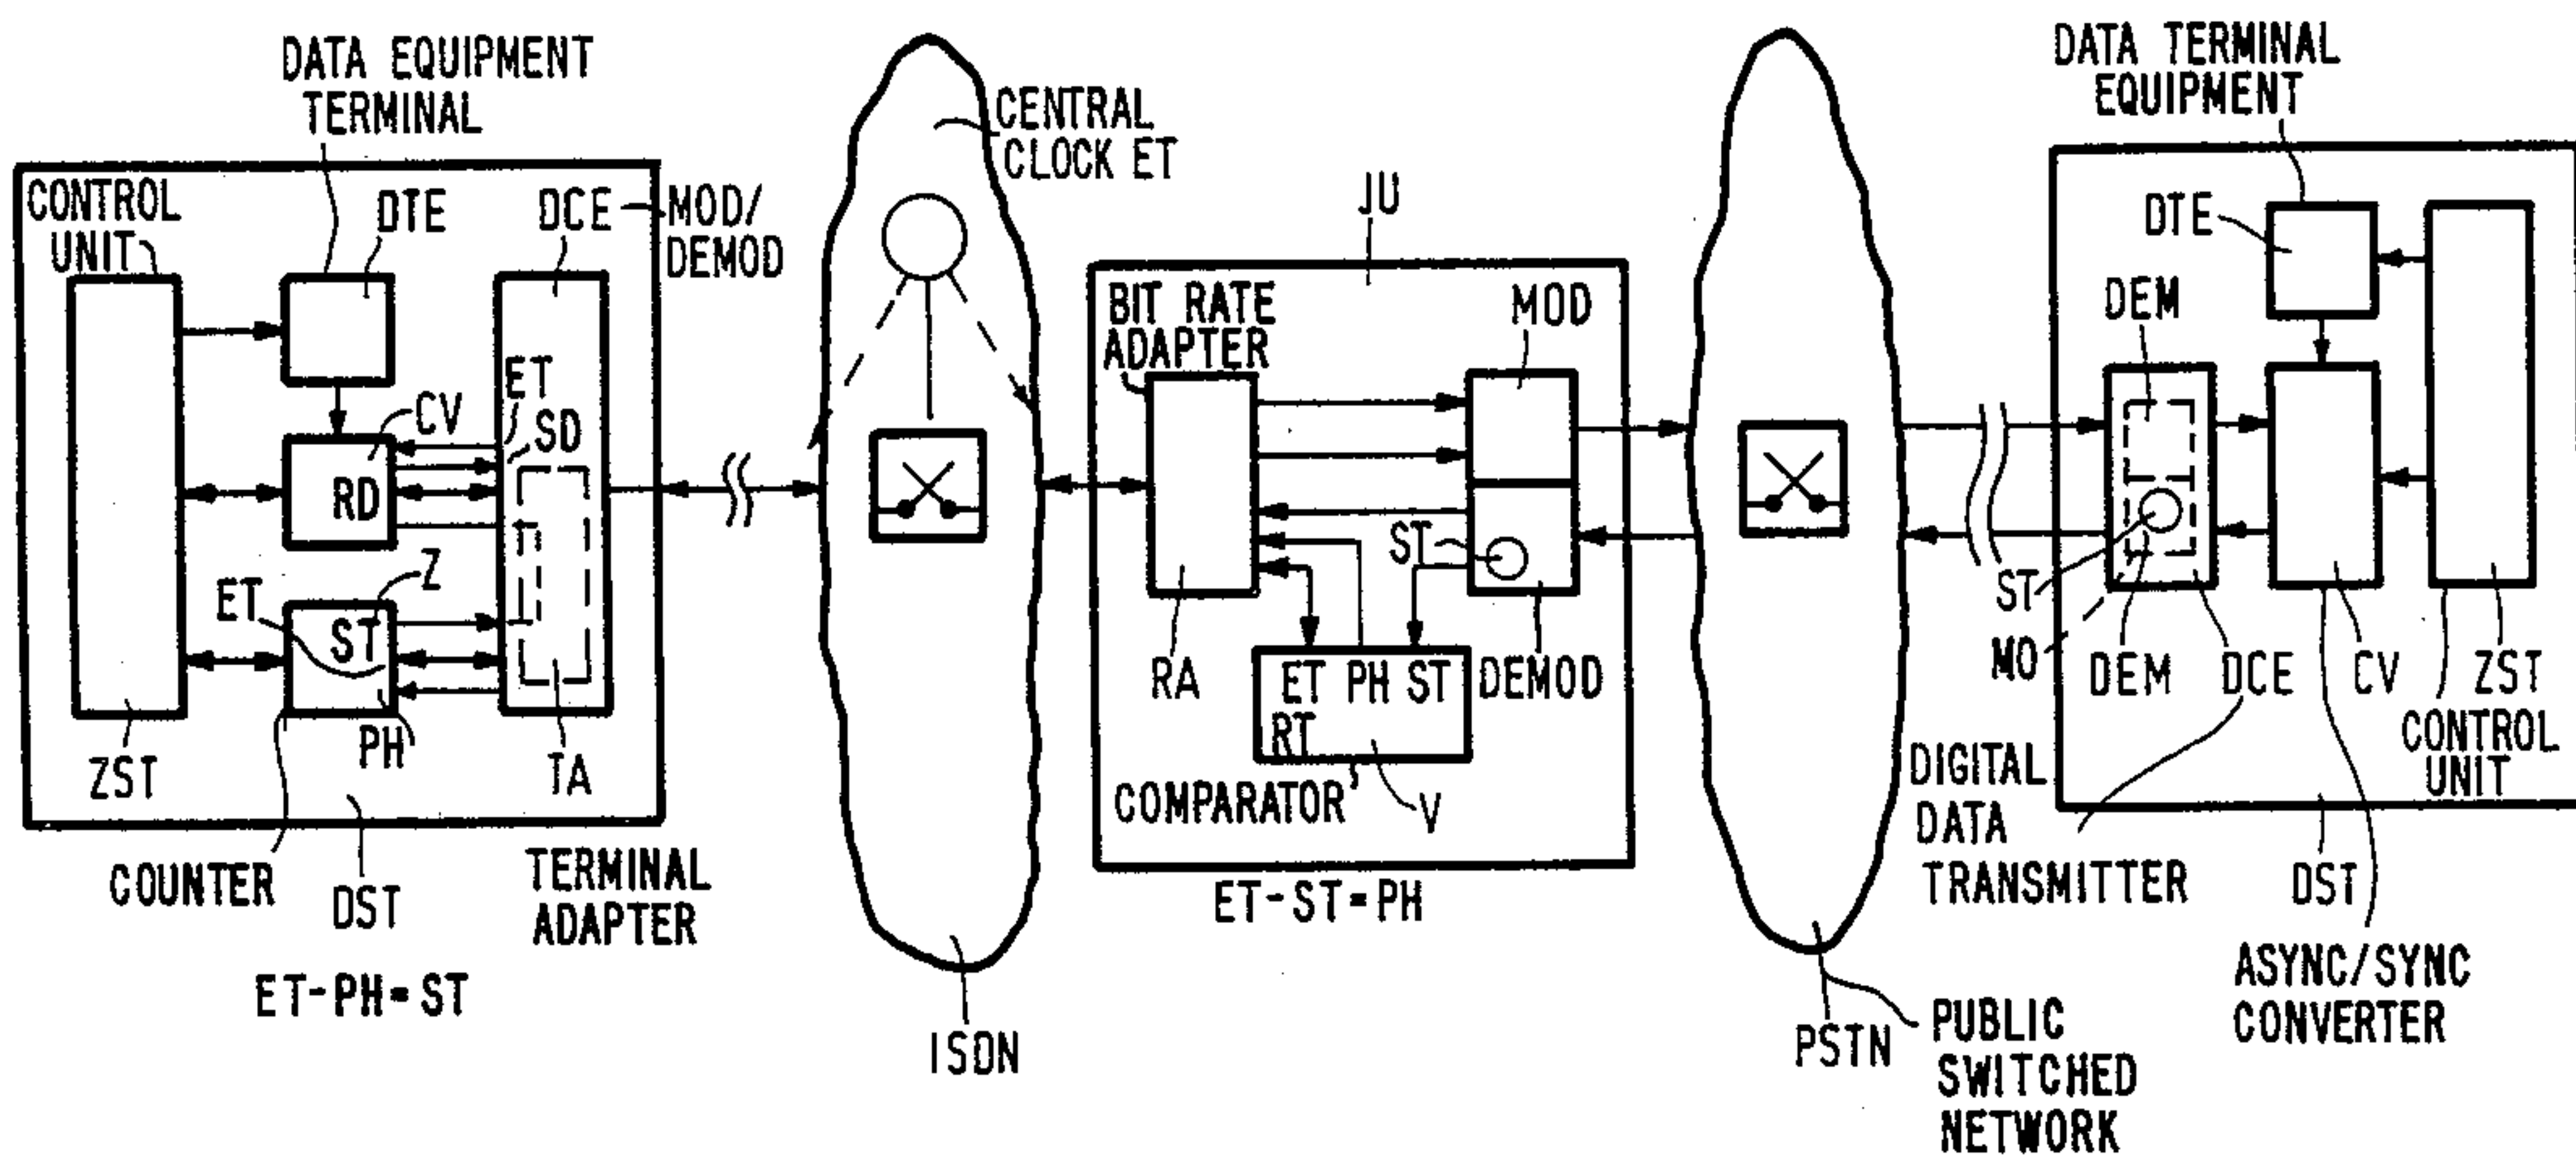 DATA EQUIPMENT
TERMINAL
CONTROL
UNIT
DTE
DCE
MOD/
DEMOD
CV
ET
SD
RD
Z
ET
ST
PH
ZST
TA
COUNTER
DST
TERMINAL
ADAPTER
ET-PH=ST
CENTRAL
CLOCK ET
ISDN
JU
BIT RATE
ADAPTER
MOD
ST
RA
ET PH ST
RT
DEMOD
COMPARATOR
V
ET-ST=PH
PSTN
PUBLIC
SWITCHED
NETWORK
DATA TERMINAL
EQUIPMENT
DTE
DEM
ST
MO
DEM
DCE
CV
ZST
CONTROL
UNIT
DIGITAL
DATA
TRANSMITTER
DST
ASYNC/SYNC
CONVERTER